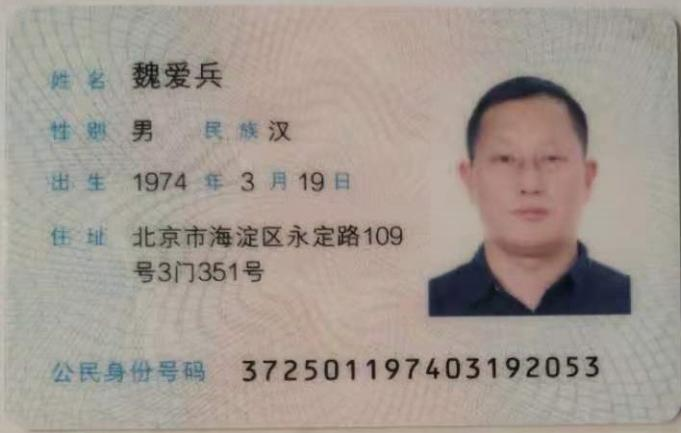 姓名 魏爱兵
性别 男 民族 汉
出生 1974 年 3 月 19 日
住址 北京市海淀区永定路109
号3门351号
公民身份号码 372501197403192053